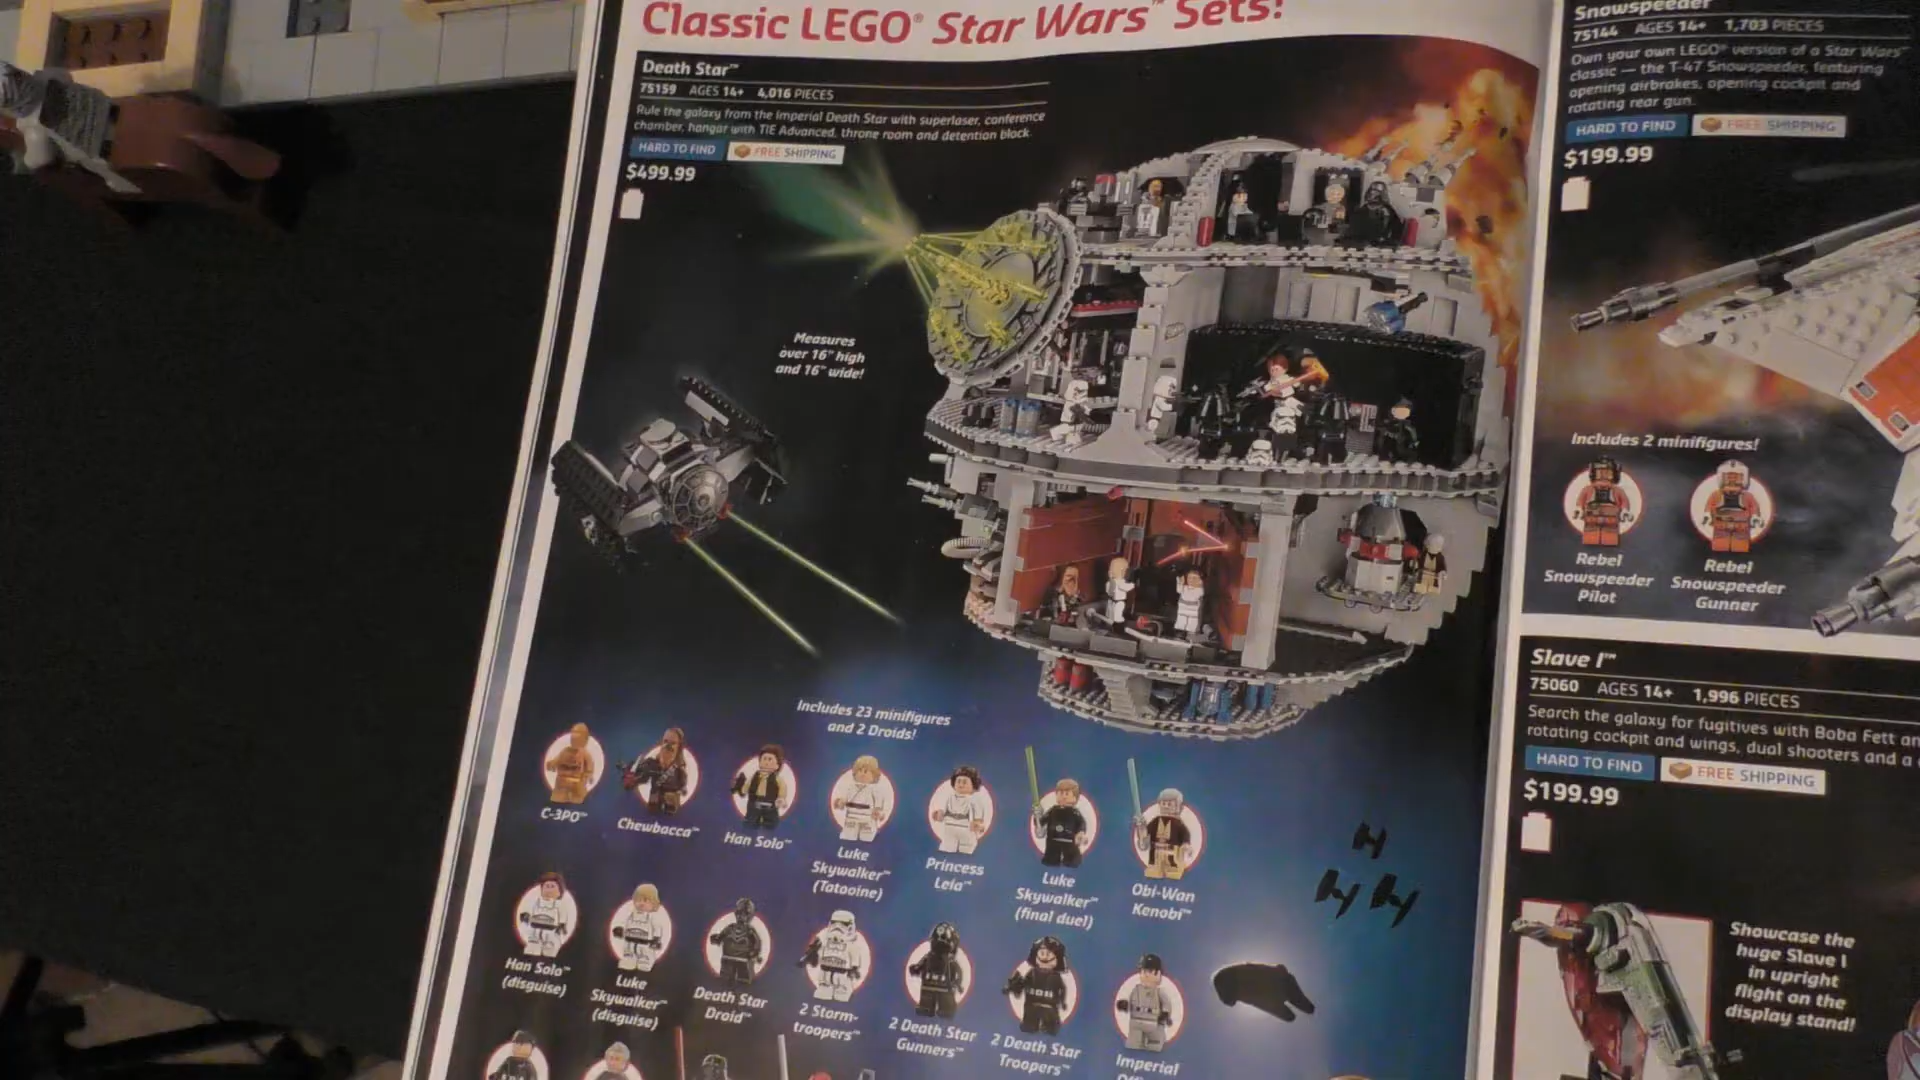 Classic LEGO® Star Wars™ Sets!
Death Star™
75159 AGES 14+ 4,016 PIECES
Rule the galaxy from the Imperial Death Star with superlaser, conference
chamber, hangar with TIE Advanced, throne room and detention block.
HARD TO FIND FREE SHIPPING
$499.99
Measures
over 16" high
and 16" wide!
Includes 23 minifigures
and 2 Droids!
C-3PO™
Chewbacca™
Han Solo™
Luke
Skywalker™
(Tatooine)
Princess
Leia™
Luke
Skywalker™
(final duel)
Obi-Wan
Kenobi™
Han Solo™
(disguise)
Luke
Skywalker™
(disguise)
Death Star
Droid™
2 Storm-
troopers™
2 Death Star
Gunners™
2 Death Star
Troopers™
Imperial
Snowspeeder
75144 AGES 14+ 1,703 PIECES
Own your own LEGO® version of a Star Wars™
classic — the T-47 Snowspeeder, featuring
opening airbrakes, opening cockpit and
rotating rear gun.
HARD TO FIND FREE SHIPPING
$199.99
Includes 2 minifigures!
Rebel
Snowspeeder
Pilot
Rebel
Snowspeeder
Gunner
Slave I™
75060 AGES 14+ 1,996 PIECES
Search the galaxy for fugitives with Boba Fett an
rotating cockpit and wings, dual shooters and a
HARD TO FIND FREE SHIPPING
$199.99
Showcase the
huge Slave I
in upright
flight on the
display stand!